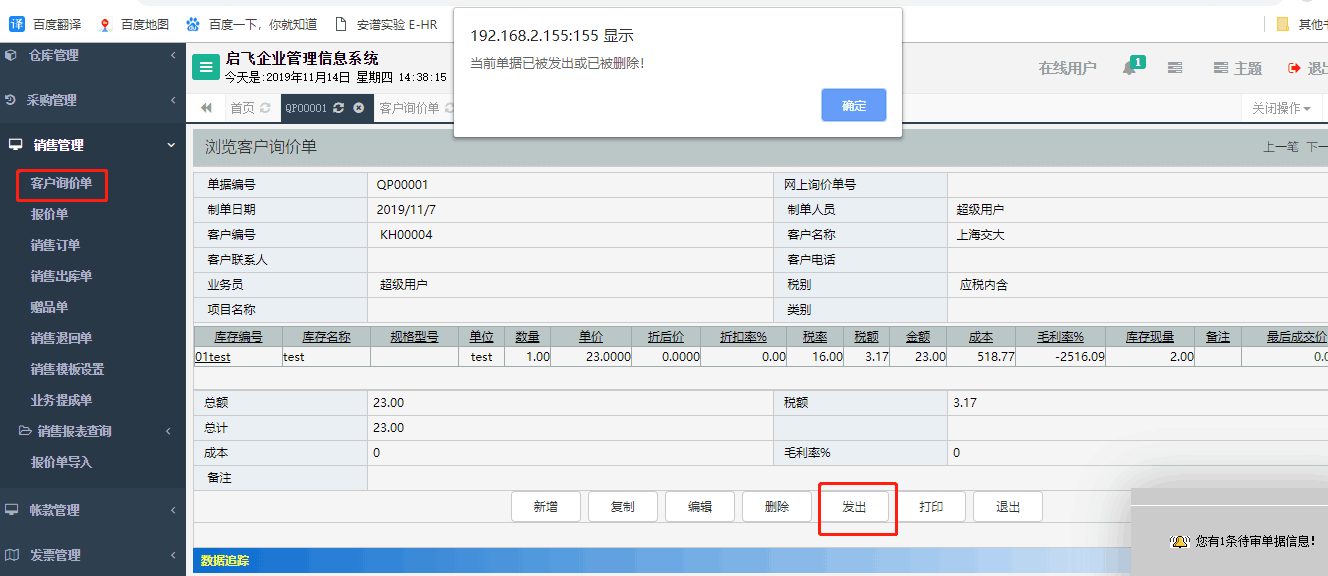 译 百度翻译 百度地图 百度一下，你就知道 安谱实验 E-HR
192.168.2.155:155 显示
当前单据已被发出或已被删除!
确定
仓库管理
采购管理
销售管理
客户询价单
报价单
销售订单
销售出库单
赠品单
销售退回单
销售模板设置
业务提成单
销售报表查询
报价单导入
帐款管理
发票管理
启飞企业管理信息系统
今天是:2019年11月14日 星期四 14:38:15
在线用户 1 主题
首页 QP00001 客户询价单 关闭操作
浏览客户询价单 上一笔 下一
单据编号 QP00001 网上询价单号
制单日期 2019/11/7 制单人员 超级用户
客户编号 KH00004 客户名称 上海交大
客户联系人 客户电话
业务员 超级用户 税别 应税内含
项目名称 类别
库存编号 库存名称 规格型号 单位 数量 单价 折后价 折扣率% 税率 税额 金额 成本 毛利率% 库存现量 备注 最后成交价
01test test test 1.00 23.0000 0.0000 0.00 16.00 3.17 23.00 518.77 -2516.09 2.00
总额 23.00 税额 3.17
总计 23.00
成本 0 毛利率% 0
备注
新增 复制 编辑 删除 发出 打印 退出
数据追踪
您有1条待审单据信息!